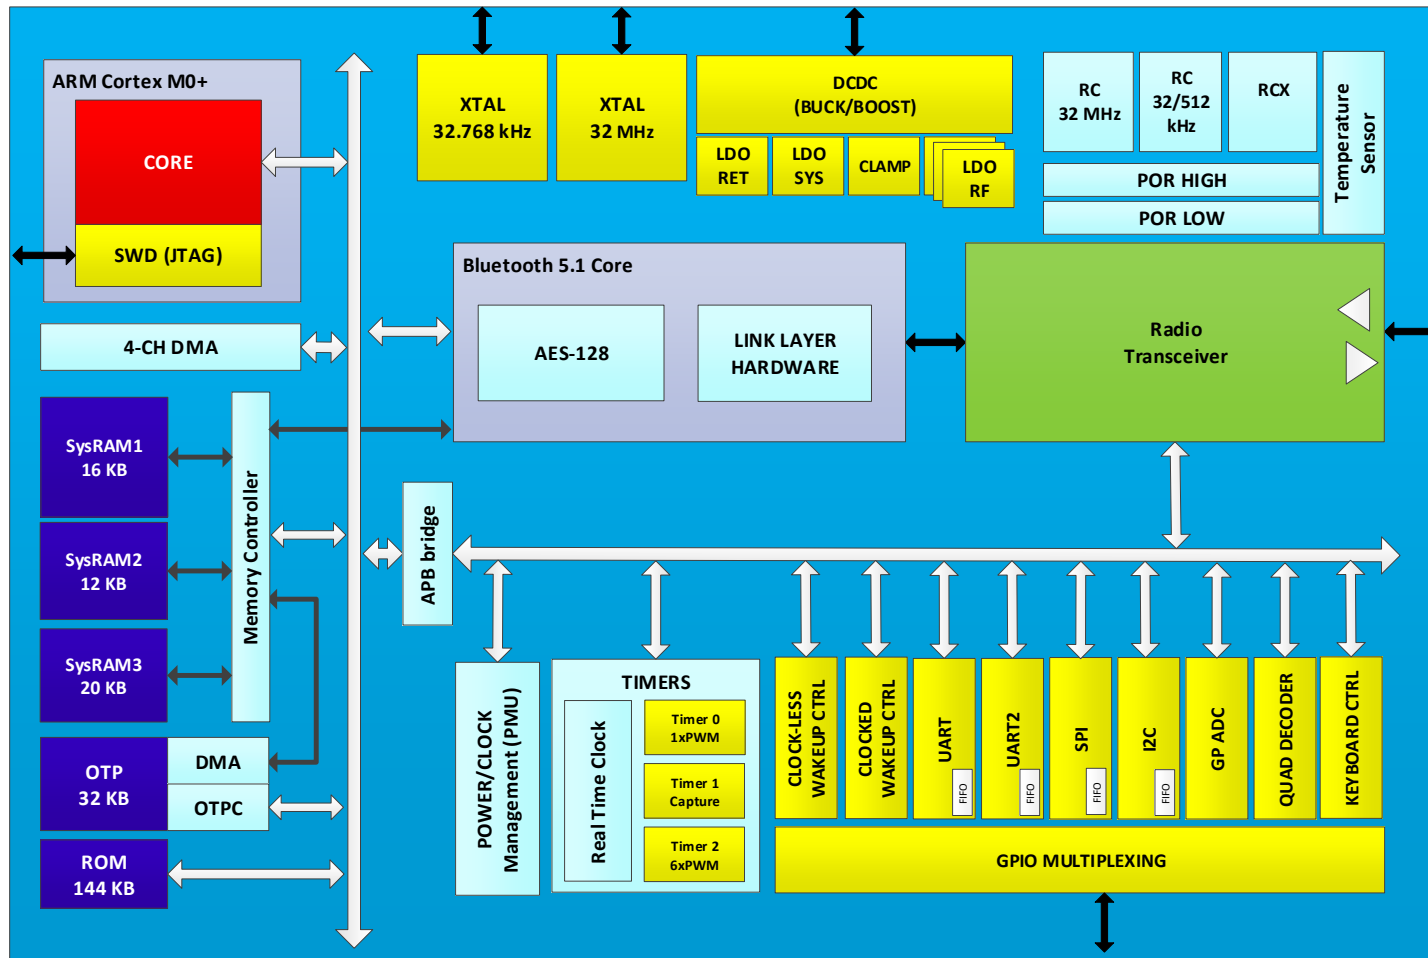 ARM Cortex M0+
CORE
SWD (JTAG)
4-CH DMA
SysRAM1
16 KB
SysRAM2
12 KB
SysRAM3
20 KB
Memory Controller
OTP
32 KB
DMA
OTPC
ROM
144 KB
XTAL
32.768 kHz
XTAL
32 MHz
DCDC
(BUCK/BOOST)
LDO
RET
LDO
SYS
CLAMP
LDO
RF
RC
32 MHz
RC
32/512
kHz
RCX
POR HIGH
POR LOW
Temperature
Sensor
Bluetooth 5.1 Core
AES-128
LINK LAYER
HARDWARE
Radio
Transceiver
APB bridge
POWER/CLOCK
Management (PMU)
TIMERS
Real Time Clock
Timer 0
1xPWM
Timer 1
Capture
Timer 2
6xPWM
CLOCK-LESS
WAKEUP CTRL
CLOCKED
WAKEUP CTRL
UART
FIFO
UART2
FIFO
SPI
FIFO
I2C
FIFO
GP ADC
QUAD DECODER
KEYBOARD CTRL
GPIO MULTIPLEXING